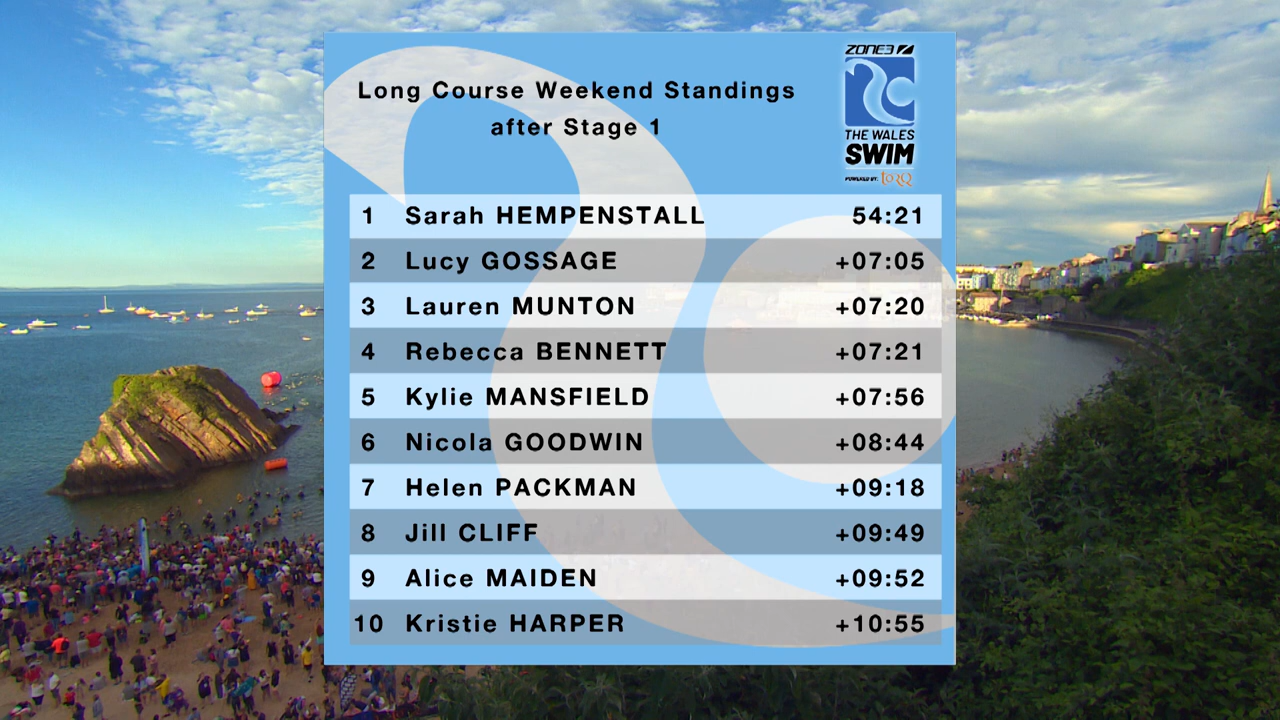 Long Course Weekend Standings
after Stage 1
ZONE3
THE WALES
SWIM
POWERED BY: TORQ
1 Sarah HEMPENSTALL 54:21
2 Lucy GOSSAGE +07:05
3 Lauren MUNTON +07:20
4 Rebecca BENNETT +07:21
5 Kylie MANSFIELD +07:56
6 Nicola GOODWIN +08:44
7 Helen PACKMAN +09:18
8 Jill CLIFF +09:49
9 Alice MAIDEN +09:52
10 Kristie HARPER +10:55